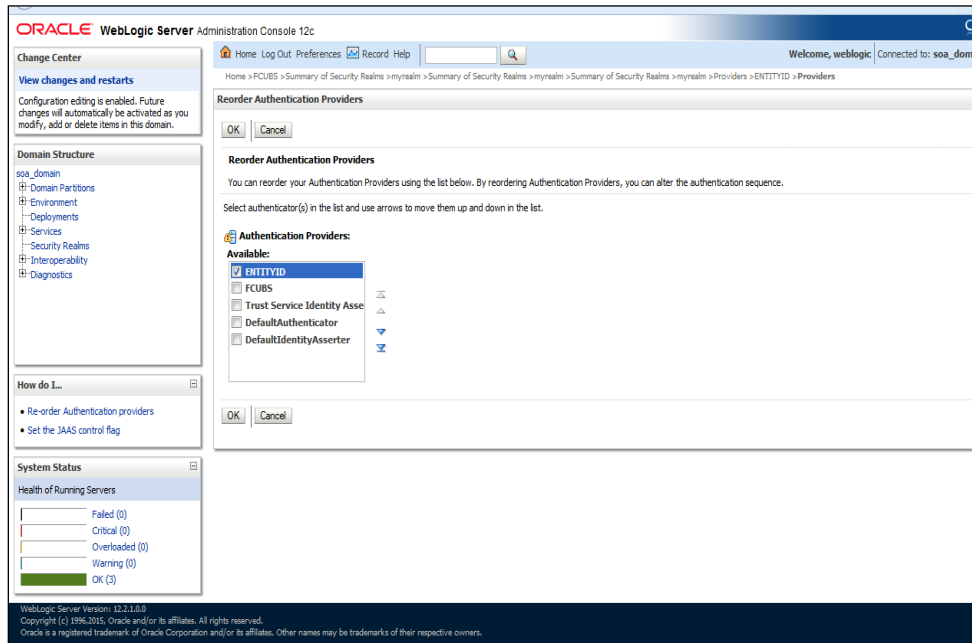 ORACLE WebLogic Server Administration Console 12c
Change Center
View changes and restarts
Configuration editing is enabled. Future
changes will automatically be activated as you
modify, add or delete items in this domain.
Domain Structure
soa_domain
Domain Partitions
Environment
Deployments
Services
Security Realms
Interoperability
Diagnostics
How do I...
Re-order Authentication providers
Set the JAAS control flag
System Status
Health of Running Servers
Failed (0)
Critical (0)
Overloaded (0)
Warning (0)
OK (3)
Home Log Out Preferences Record Help
Welcome, weblogic Connected to: soa_dom
Home >FCUBS >Summary of Security Realms >myrealm >Summary of Security Realms >myrealm >Summary of Security Realms >myrealm >Providers >ENTITYID >Providers
Reorder Authentication Providers
OK Cancel
Reorder Authentication Providers
You can reorder your Authentication Providers using the list below. By reordering Authentication Providers, you can alter the authentication sequence.
Select authenticator(s) in the list and use arrows to move them up and down in the list.
Authentication Providers:
Available:
ENTITYID
FCUBS
Trust Service Identity Asse
DefaultAuthenticator
DefaultIdentityAsserter
OK Cancel
WebLogic Server Version: 12.2.1.0.0
Copyright (c) 1996,2015, Oracle and/or its affiliates. All rights reserved.
Oracle is a registered trademark of Oracle Corporation and/or its affiliates. Other names may be trademarks of their respective owners.